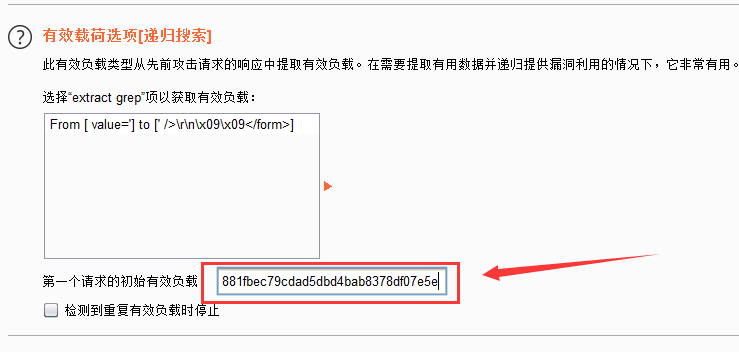 有效载荷选项[递归搜索]
此有效负载类型从先前攻击请求的响应中提取有效负载。在需要提取有用数据并递归提供漏洞利用的情况下，它非常有用。
选择“extract grep”项以获取有效负载：
From [ value='] to [' />\r\n\x09\x09</form>]
第一个请求的初始有效负载 881fbec79cdad5dbd4bab8378df07e5e
检测到重复有效负载时停止